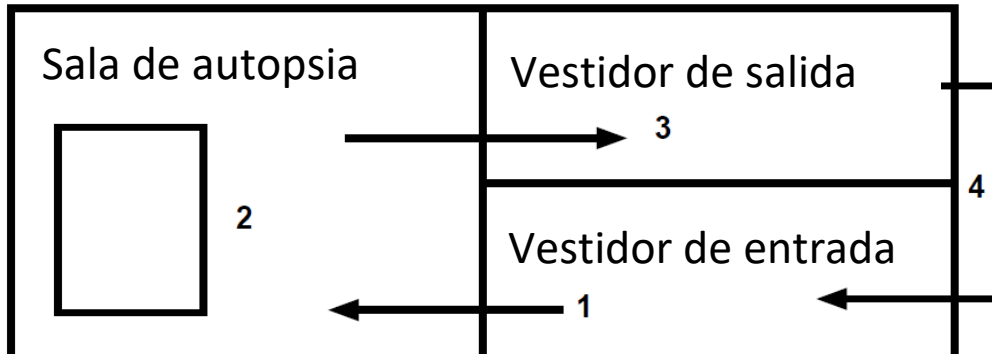 Sala de autopsia
Vestidor de salida
3
4
2
Vestidor de entrada
1